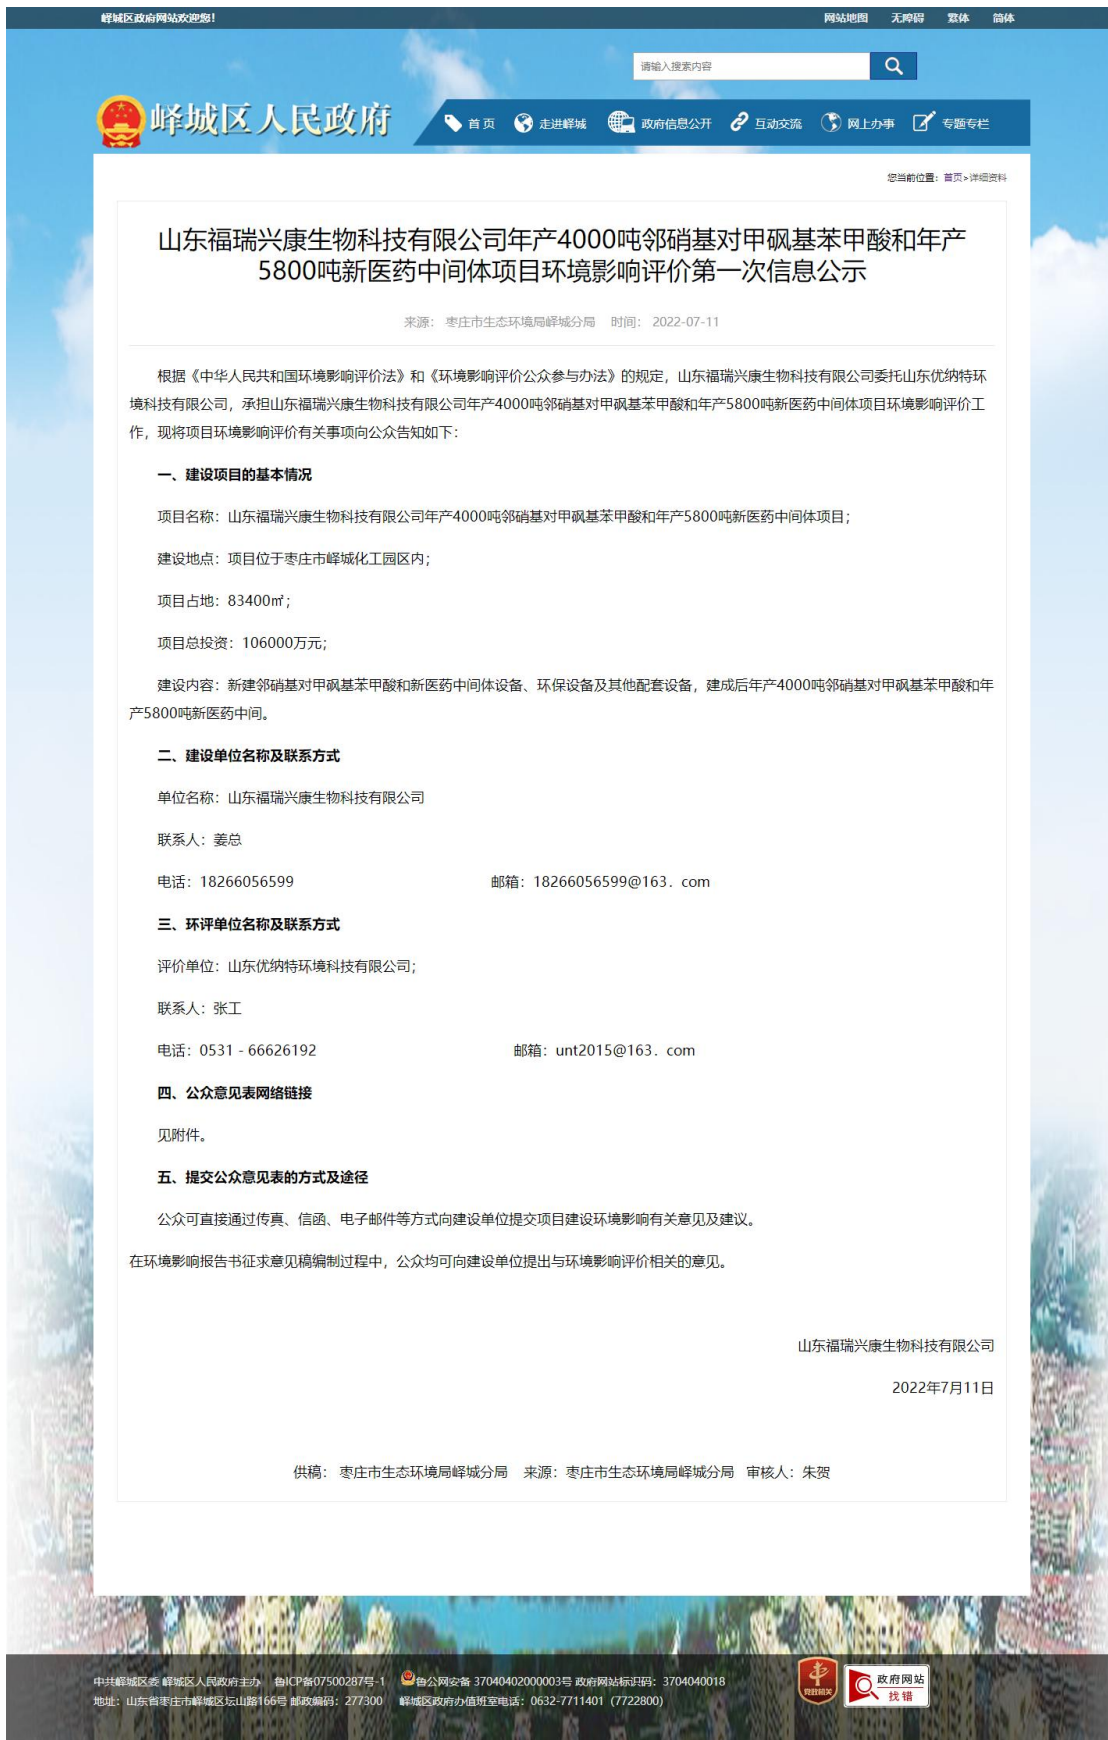 峄城区政府网站欢迎您！ 网站地图 无障碍 繁体 简体
请输入搜索内容
峄城区人民政府
首页 走进峄城 政府信息公开 互动交流 网上办事 专题专栏
您当前位置：首页>详细资料
山东福瑞兴康生物科技有限公司年产4000吨邻硝基对甲砜基苯甲酸和年产
5800吨新医药中间体项目环境影响评价第一次信息公示
来源： 枣庄市生态环境局峄城分局 时间： 2022-07-11
根据《中华人民共和国环境影响评价法》和《环境影响评价公众参与办法》的规定，山东福瑞兴康生物科技有限公司委托山东优纳特环
境科技有限公司，承担山东福瑞兴康生物科技有限公司年产4000吨邻硝基对甲砜基苯甲酸和年产5800吨新医药中间体项目环境影响评价工
作，现将项目环境影响评价有关事项向公众告知如下：
一、建设项目的基本情况
项目名称：山东福瑞兴康生物科技有限公司年产4000吨邻硝基对甲砜基苯甲酸和年产5800吨新医药中间体项目；
建设地点：项目位于枣庄市峄城化工园区内；
项目占地：83400㎡；
项目总投资：106000万元；
建设内容：新建邻硝基对甲砜基苯甲酸和新医药中间体设备、环保设备及其他配套设备，建成后年产4000吨邻硝基对甲砜基苯甲酸和年
产5800吨新医药中间。
二、建设单位名称及联系方式
单位名称：山东福瑞兴康生物科技有限公司
联系人：姜总
电话：18266056599 邮箱：18266056599@163．com
三、环评单位名称及联系方式
评价单位：山东优纳特环境科技有限公司；
联系人：张工
电话：0531 - 66626192 邮箱：unt2015@163．com
四、公众意见表网络链接
见附件。
五、提交公众意见表的方式及途径
公众可直接通过传真、信函、电子邮件等方式向建设单位提交项目建设环境影响有关意见及建议。
在环境影响报告书征求意见稿编制过程中，公众均可向建设单位提出与环境影响评价相关的意见。
山东福瑞兴康生物科技有限公司
2022年7月11日
供稿： 枣庄市生态环境局峄城分局 来源：枣庄市生态环境局峄城分局 审核人：朱贺
中共峄城区委 峄城区人民政府主办 鲁ICP备07500287号-1 鲁公网安备 37040402000003号 政府网站标识码：3704040018
地址：山东省枣庄市峄城区坛山路166号 邮政编码：277300 峄城区政府办值班室电话：0632-7711401（7722800）
党政机关
政府网站
找错